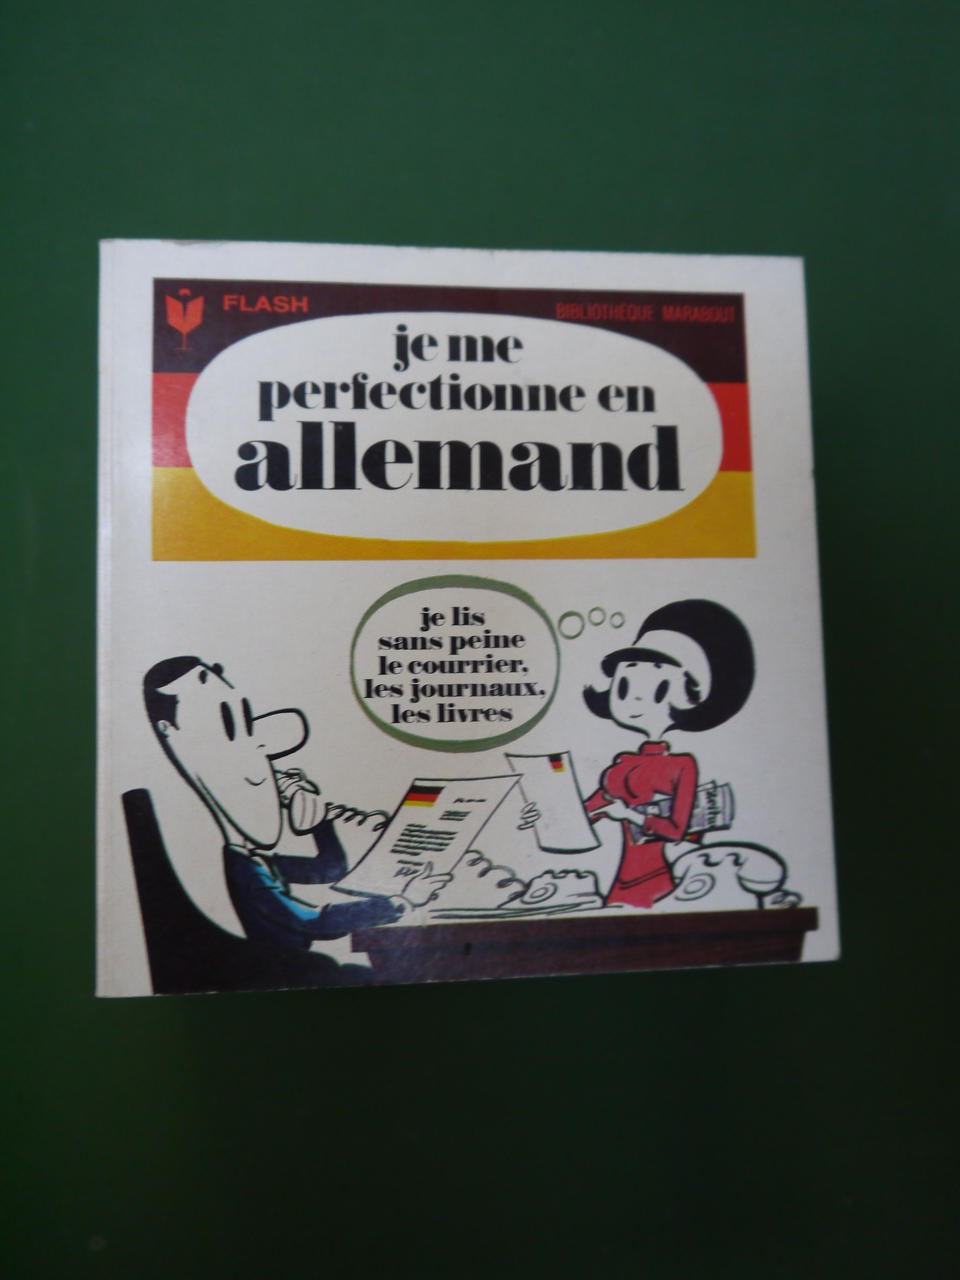 FLASH
BIBLIOTHÈQUE MARABOUT
je me
perfectionne en
allemand
je lis
sans peine
le courrier,
les journaux,
les livres